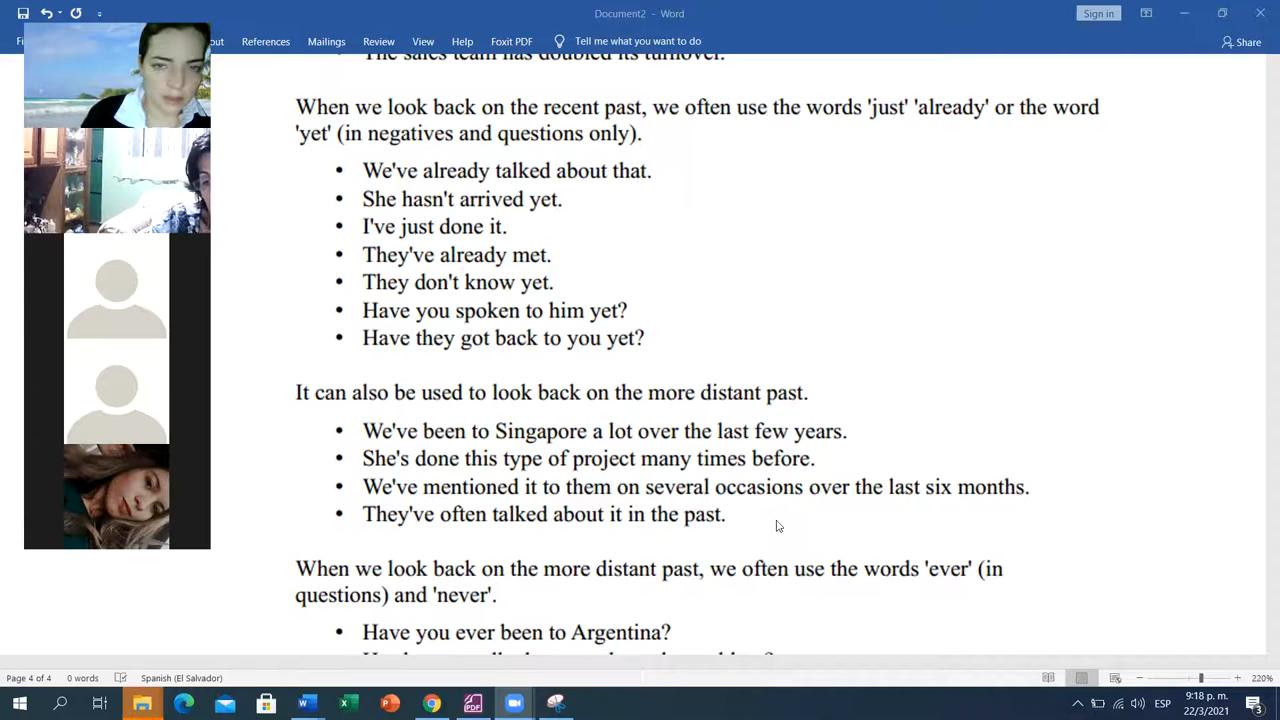 Document2 - Word
Sign in
References Mailings Review View Help Foxit PDF Tell me what you want to do Share
• The sales team has doubled its turnover.
When we look back on the recent past, we often use the words 'just' 'already' or the word
'yet' (in negatives and questions only).
• We've already talked about that.
• She hasn't arrived yet.
• I've just done it.
• They've already met.
• They don't know yet.
• Have you spoken to him yet?
• Have they got back to you yet?
It can also be used to look back on the more distant past.
• We've been to Singapore a lot over the last few years.
• She's done this type of project many times before.
• We've mentioned it to them on several occasions over the last six months.
• They've often talked about it in the past.
When we look back on the more distant past, we often use the words 'ever' (in
questions) and 'never'.
• Have you ever been to Argentina?
Page 4 of 4 0 words Spanish (El Salvador) 220%
ESP
9:18 p. m.
22/3/2021
3